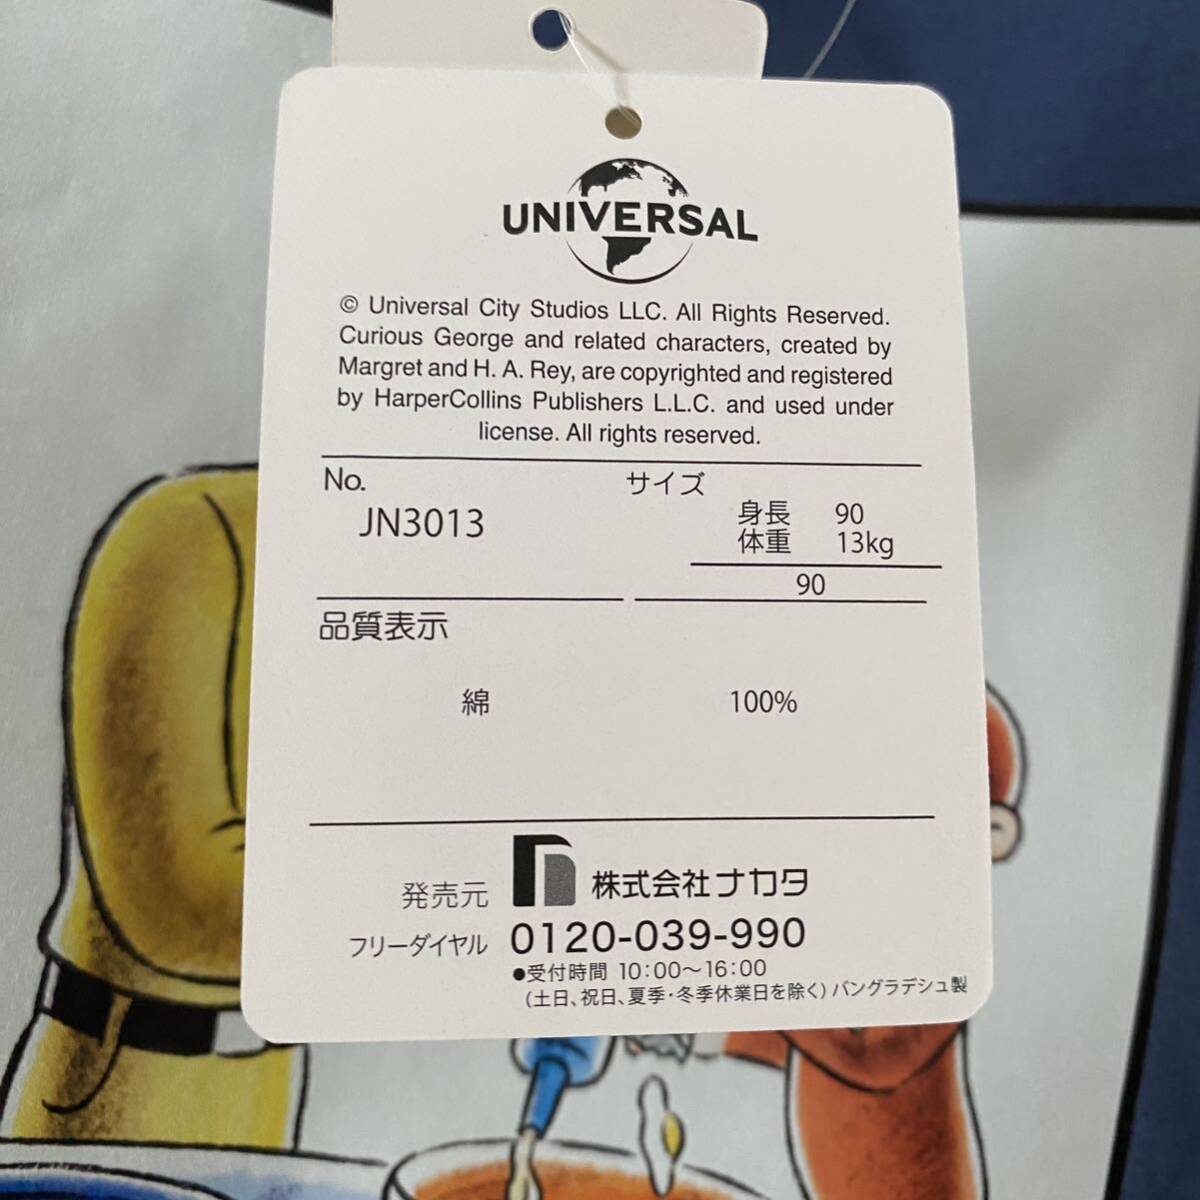 UNIVERSAL
© Universal City Studios LLC. All Rights Reserved.
Curious George and related characters, created by
Margret and H. A. Rey, are copyrighted and registered
by HarperCollins Publishers L.L.C. and used under
license. All rights reserved.
No.
JN3013
サイズ
身長 90
体重 13kg
90
品質表示
綿 100%
発売元 株式会社ナカタ
フリーダイヤル 0120-039-990
●受付時間 10:00〜16:00
(土日、祝日、夏季・冬季休業日を除く) バングラデシュ製